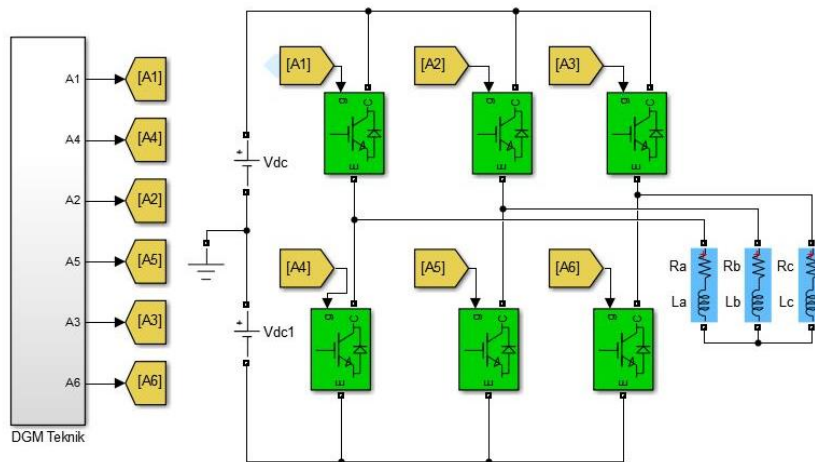 A1
[A1]
A4
[A4]
A2
[A2]
A5
[A5]
A3
[A3]
A6
[A6]
DGM Teknik
[A1]
[A2]
[A3]
g
C
E
g
C
E
g
C
E
+
Vdc
[A4]
[A5]
[A6]
g
C
E
g
C
E
g
C
E
+
Vdc1
Ra
Rb
Rc
La
Lb
Lc